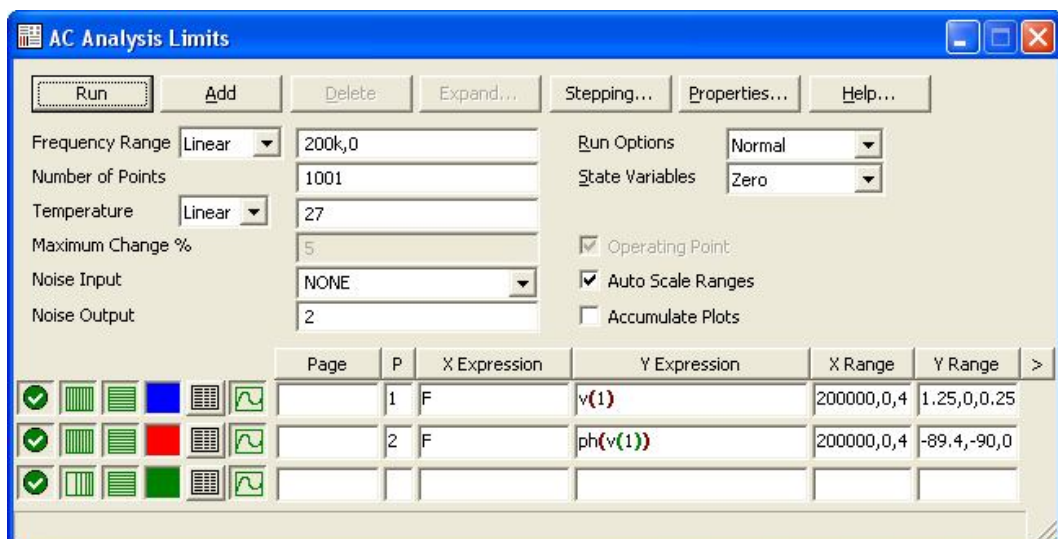 AC Analysis Limits
Run Add Delete Expand... Stepping... Properties... Help...
Frequency Range Linear 200k,0 Run Options Normal
Number of Points 1001 State Variables Zero
Temperature Linear 27
Maximum Change % 5 Operating Point
Noise Input NONE Auto Scale Ranges
Noise Output 2 Accumulate Plots
Page P X Expression Y Expression X Range Y Range >
1 F v(1) 200000,0,4 1.25,0,0.25
2 F ph(v(1)) 200000,0,4 -89.4,-90,0